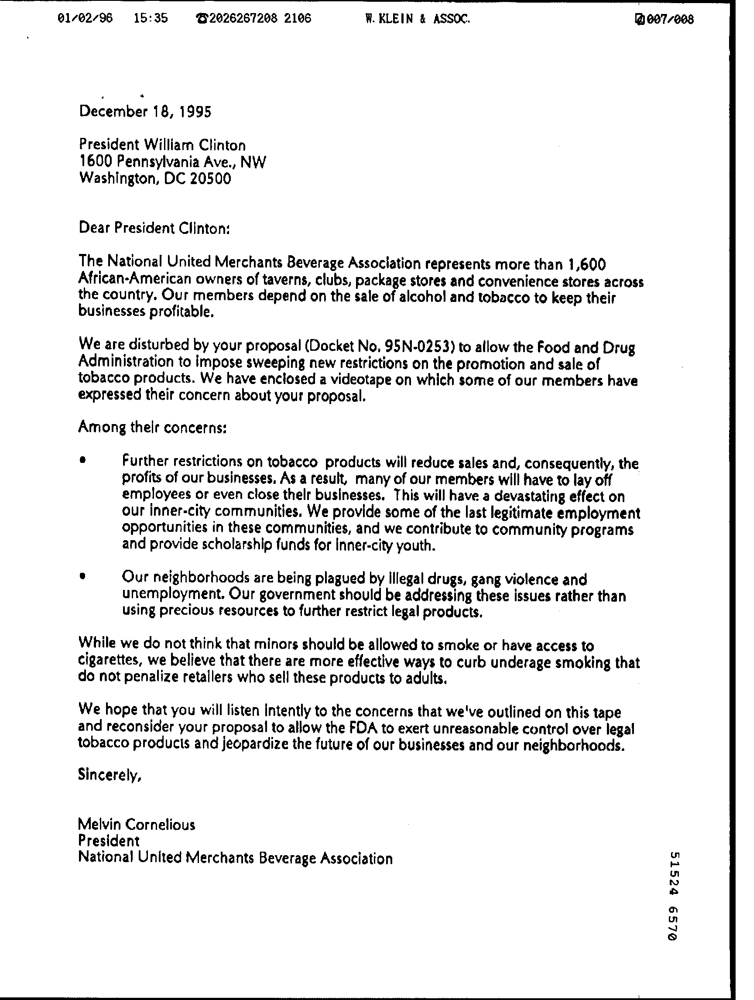 01/02/96 15:35 ☎2026267208 2106 W. KLEIN & ASSOC. 007/008
December 18, 1995
President William Clinton
1600 Pennsylvania Ave., NW
Washington, DC 20500
Dear President Clinton:
The National United Merchants Beverage Association represents more than 1,600
African-American owners of taverns, clubs, package stores and convenience stores across
the country. Our members depend on the sale of alcohol and tobacco to keep their
businesses profitable.
We are disturbed by your proposal (Docket No. 95N-0253) to allow the Food and Drug
Administration to impose sweeping new restrictions on the promotion and sale of
tobacco products. We have enclosed a videotape on which some of our members have
expressed their concern about your proposal.
Among their concerns:
• Further restrictions on tobacco products will reduce sales and, consequently, the
profits of our businesses. As a result, many of our members will have to lay off
employees or even close their businesses. This will have a devastating effect on
our inner-city communities. We provide some of the last legitimate employment
opportunities in these communities, and we contribute to community programs
and provide scholarship funds for inner-city youth.
• Our neighborhoods are being plagued by illegal drugs, gang violence and
unemployment. Our government should be addressing these issues rather than
using precious resources to further restrict legal products.
While we do not think that minors should be allowed to smoke or have access to
cigarettes, we believe that there are more effective ways to curb underage smoking that
do not penalize retailers who sell these products to adults.
We hope that you will listen intently to the concerns that we've outlined on this tape
and reconsider your proposal to allow the FDA to exert unreasonable control over legal
tobacco products and jeopardize the future of our businesses and our neighborhoods.
Sincerely,
Melvin Cornelious
President
National United Merchants Beverage Association
51524 6570